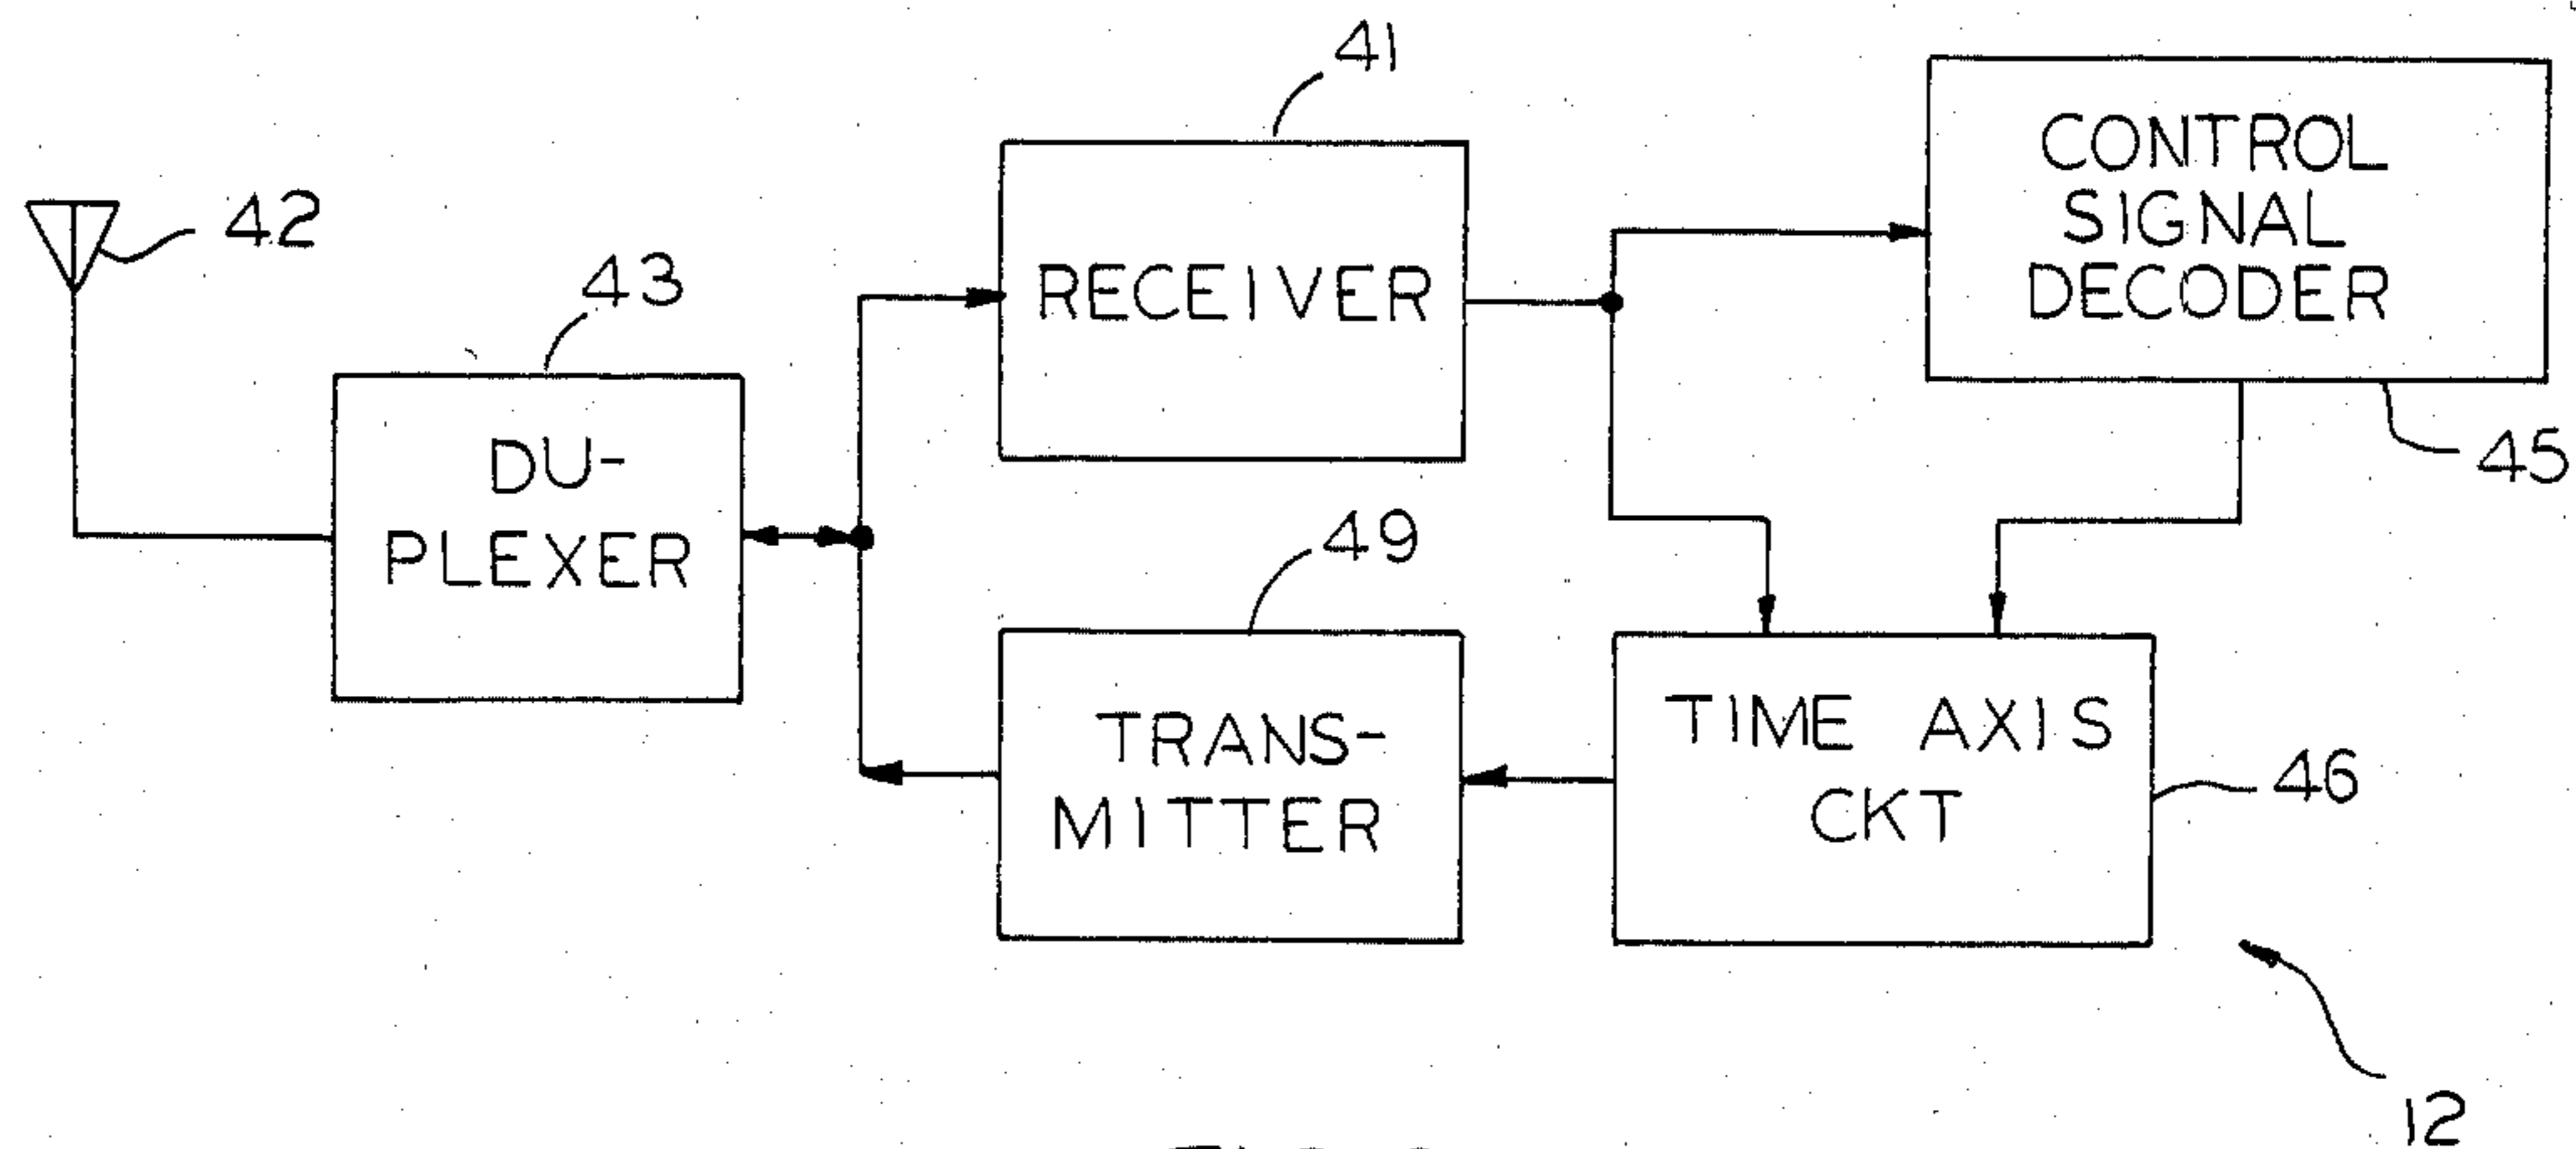 41
42
43
RECEIVER
CONTROL
SIGNAL
DECODER
45
DU-
PLEXER
49
TRANS-
MITTER
TIME AXIS
CKT
46
12